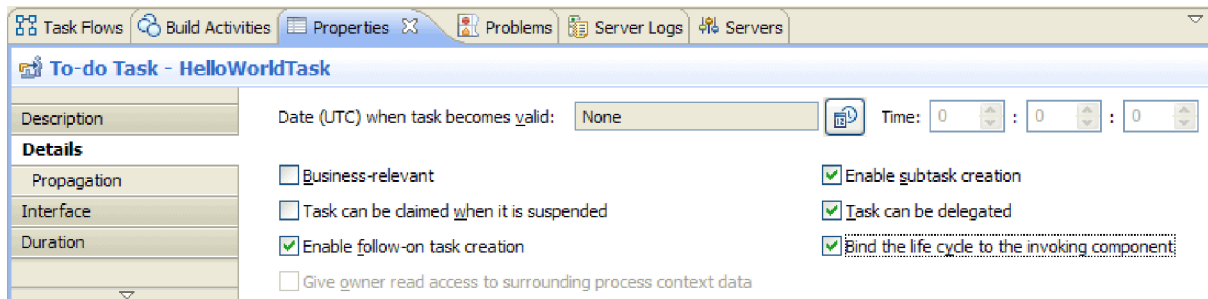 Task Flows Build Activities Properties Problems Server Logs Servers
To-do Task - HelloWorldTask
Description
Details
Propagation
Interface
Duration
Date (UTC) when task becomes valid: None Time: 0 : 0 : 0
Business-relevant Enable subtask creation
Task can be claimed when it is suspended Task can be delegated
Enable follow-on task creation Bind the life cycle to the invoking component
Give owner read access to surrounding process context data